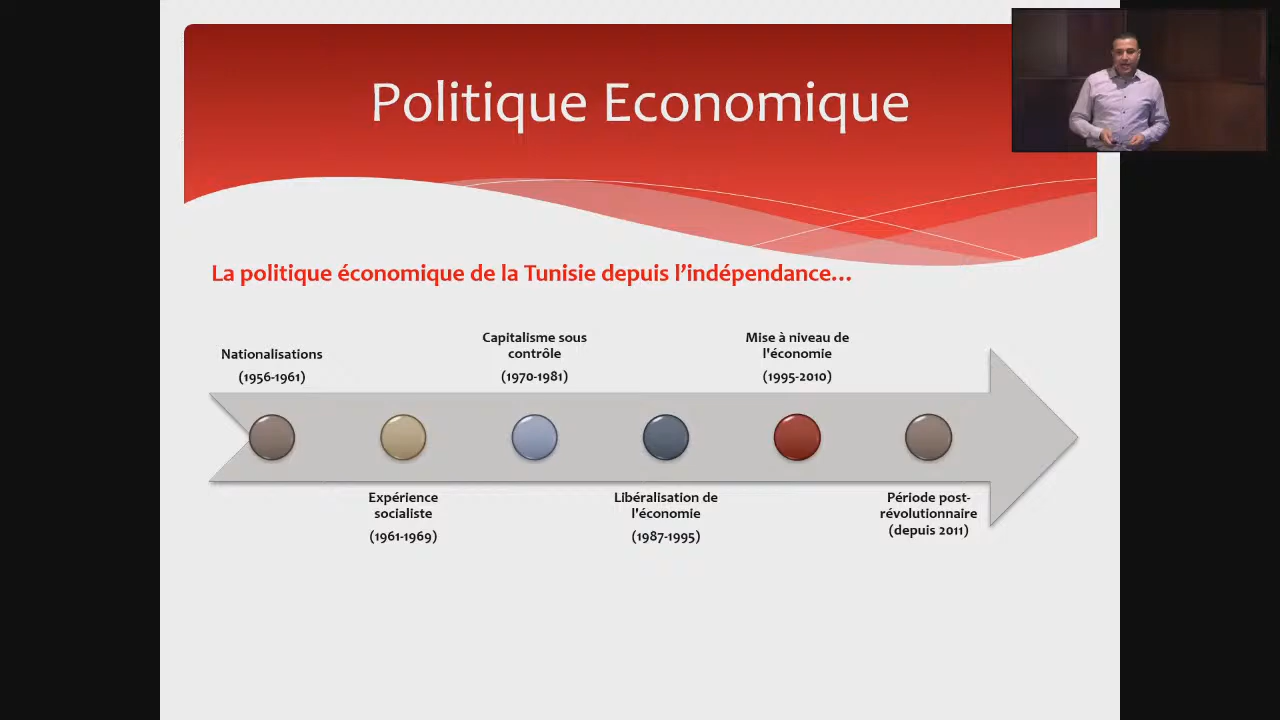 Politique Economique
La politique économique de la Tunisie depuis l’indépendance…
Nationalisations
(1956-1961)
Expérience
socialiste
(1961-1969)
Capitalisme sous
contrôle
(1970-1981)
Libéralisation de
l'économie
(1987-1995)
Mise à niveau de
l'économie
(1995-2010)
Période post-
révolutionnaire
(depuis 2011)